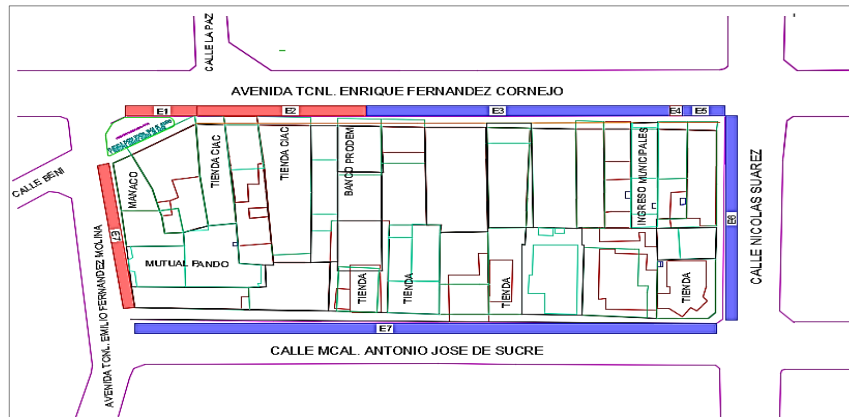 CALLE LA PAZ
AVENIDA TCNL. ENRIQUE FERNANDEZ CORNEJO
E1
E2
E3
E4
E5
MANACO
TIENDA CIAC
TIENDA CIAC
BANCO PRODEM
INGRESO MUNICIPALES
CALLE BENI
E6
CALLE NICOLAS SUAREZ
E7
AVENIDA TCNL. EMILIO FERNANDEZ MOLINA
MUTUAL PANDO
TIENDA
TIENDA
TIENDA
TIENDA
E7
CALLE MCAL. ANTONIO JOSE DE SUCRE